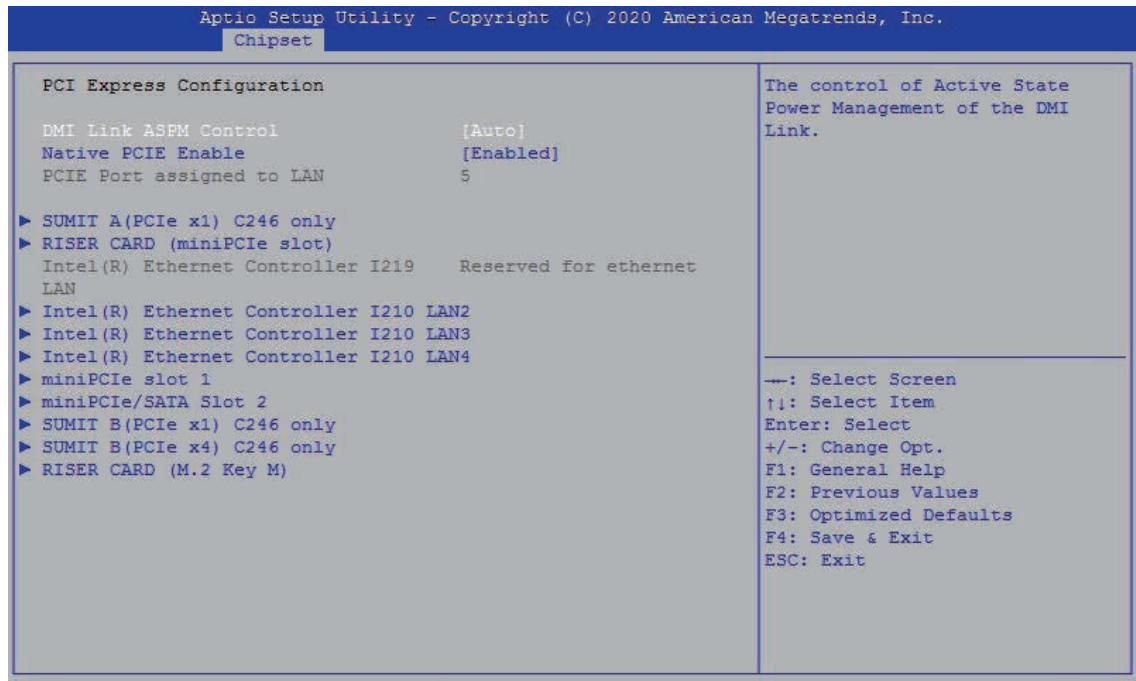 Aptio Setup Utility - Copyright (C) 2020 American Megatrends, Inc.
Chipset
PCI Express Configuration
DMI Link ASPM Control [Auto]
Native PCIE Enable [Enabled]
PCIE Port assigned to LAN 5
► SUMIT A(PCIe x1) C246 only
► RISER CARD (miniPCIe slot)
Intel(R) Ethernet Controller I219 Reserved for ethernet
LAN
► Intel(R) Ethernet Controller I210 LAN2
► Intel(R) Ethernet Controller I210 LAN3
► Intel(R) Ethernet Controller I210 LAN4
► miniPCIe slot 1
► miniPCIe/SATA Slot 2
► SUMIT B(PCIe x1) C246 only
► SUMIT B(PCIe x4) C246 only
► RISER CARD (M.2 Key M)
The control of Active State
Power Management of the DMI
Link.
→←: Select Screen
↑↓: Select Item
Enter: Select
+/-: Change Opt.
F1: General Help
F2: Previous Values
F3: Optimized Defaults
F4: Save & Exit
ESC: Exit